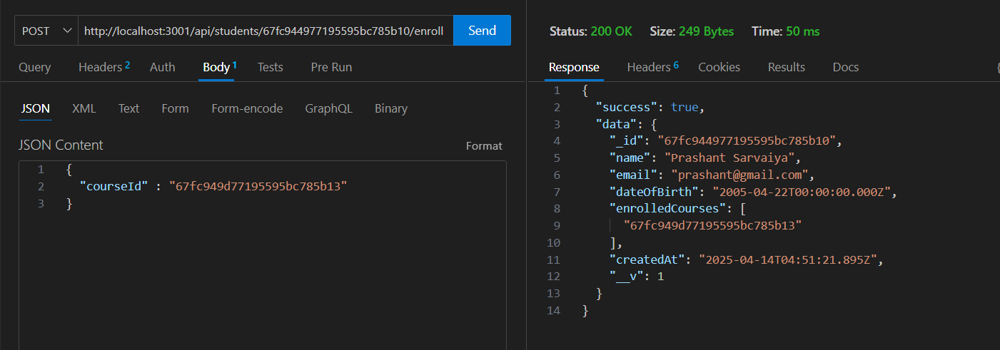 POST http://localhost:3001/api/students/67fc944977195595bc785b10/enroll Send
Query Headers 2 Auth Body 1 Tests Pre Run
JSON XML Text Form Form-encode GraphQL Binary
JSON Content Format
1 {
2 "courseId" : "67fc949d77195595bc785b13"
3 }
Status: 200 OK Size: 249 Bytes Time: 50 ms
Response Headers 6 Cookies Results Docs {
1 {
2 "success": true,
3 "data": {
4 "_id": "67fc944977195595bc785b10",
5 "name": "Prashant Sarvaiya",
6 "email": "prashant@gmail.com",
7 "dateOfBirth": "2005-04-22T00:00:00.000Z",
8 "enrolledCourses": [
9 "67fc949d77195595bc785b13"
10 ],
11 "createdAt": "2025-04-14T04:51:21.895Z",
12 "__v": 1
13 }
14 }